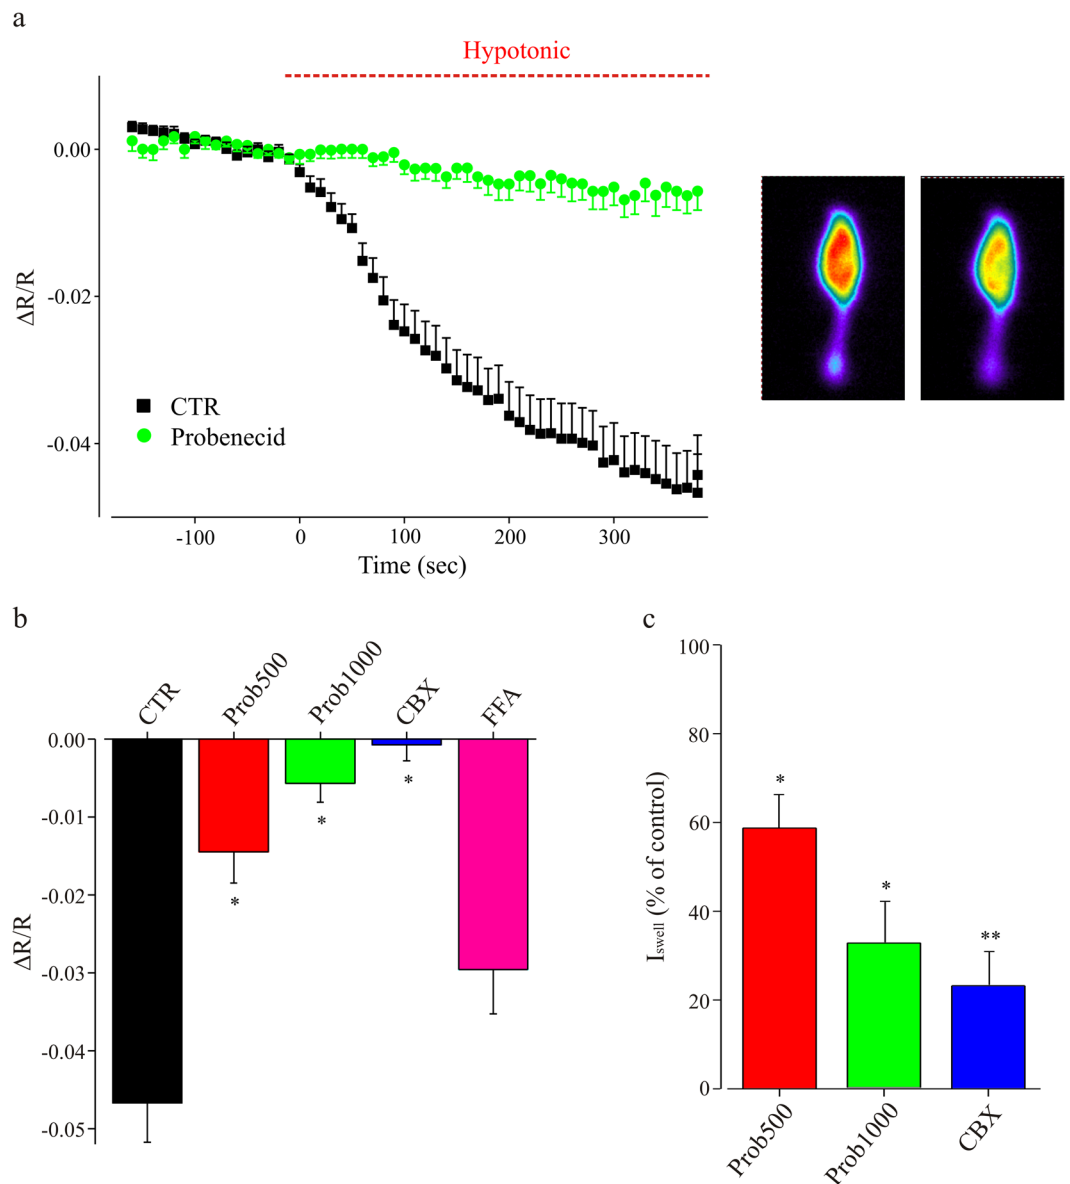 a
Hypotonic
0.00
-0.02
-0.04
ΔR/R
CTR
Probenecid
-100
0
100
200
300
Time (sec)
b
CTR
Prob500
Prob1000
CBX
FFA
0.00
-0.01
-0.02
-0.03
-0.04
-0.05
ΔR/R
*
*
*
c
100
80
60
40
20
0
Iswell (% of control)
*
*
**
Prob500
Prob1000
CBX